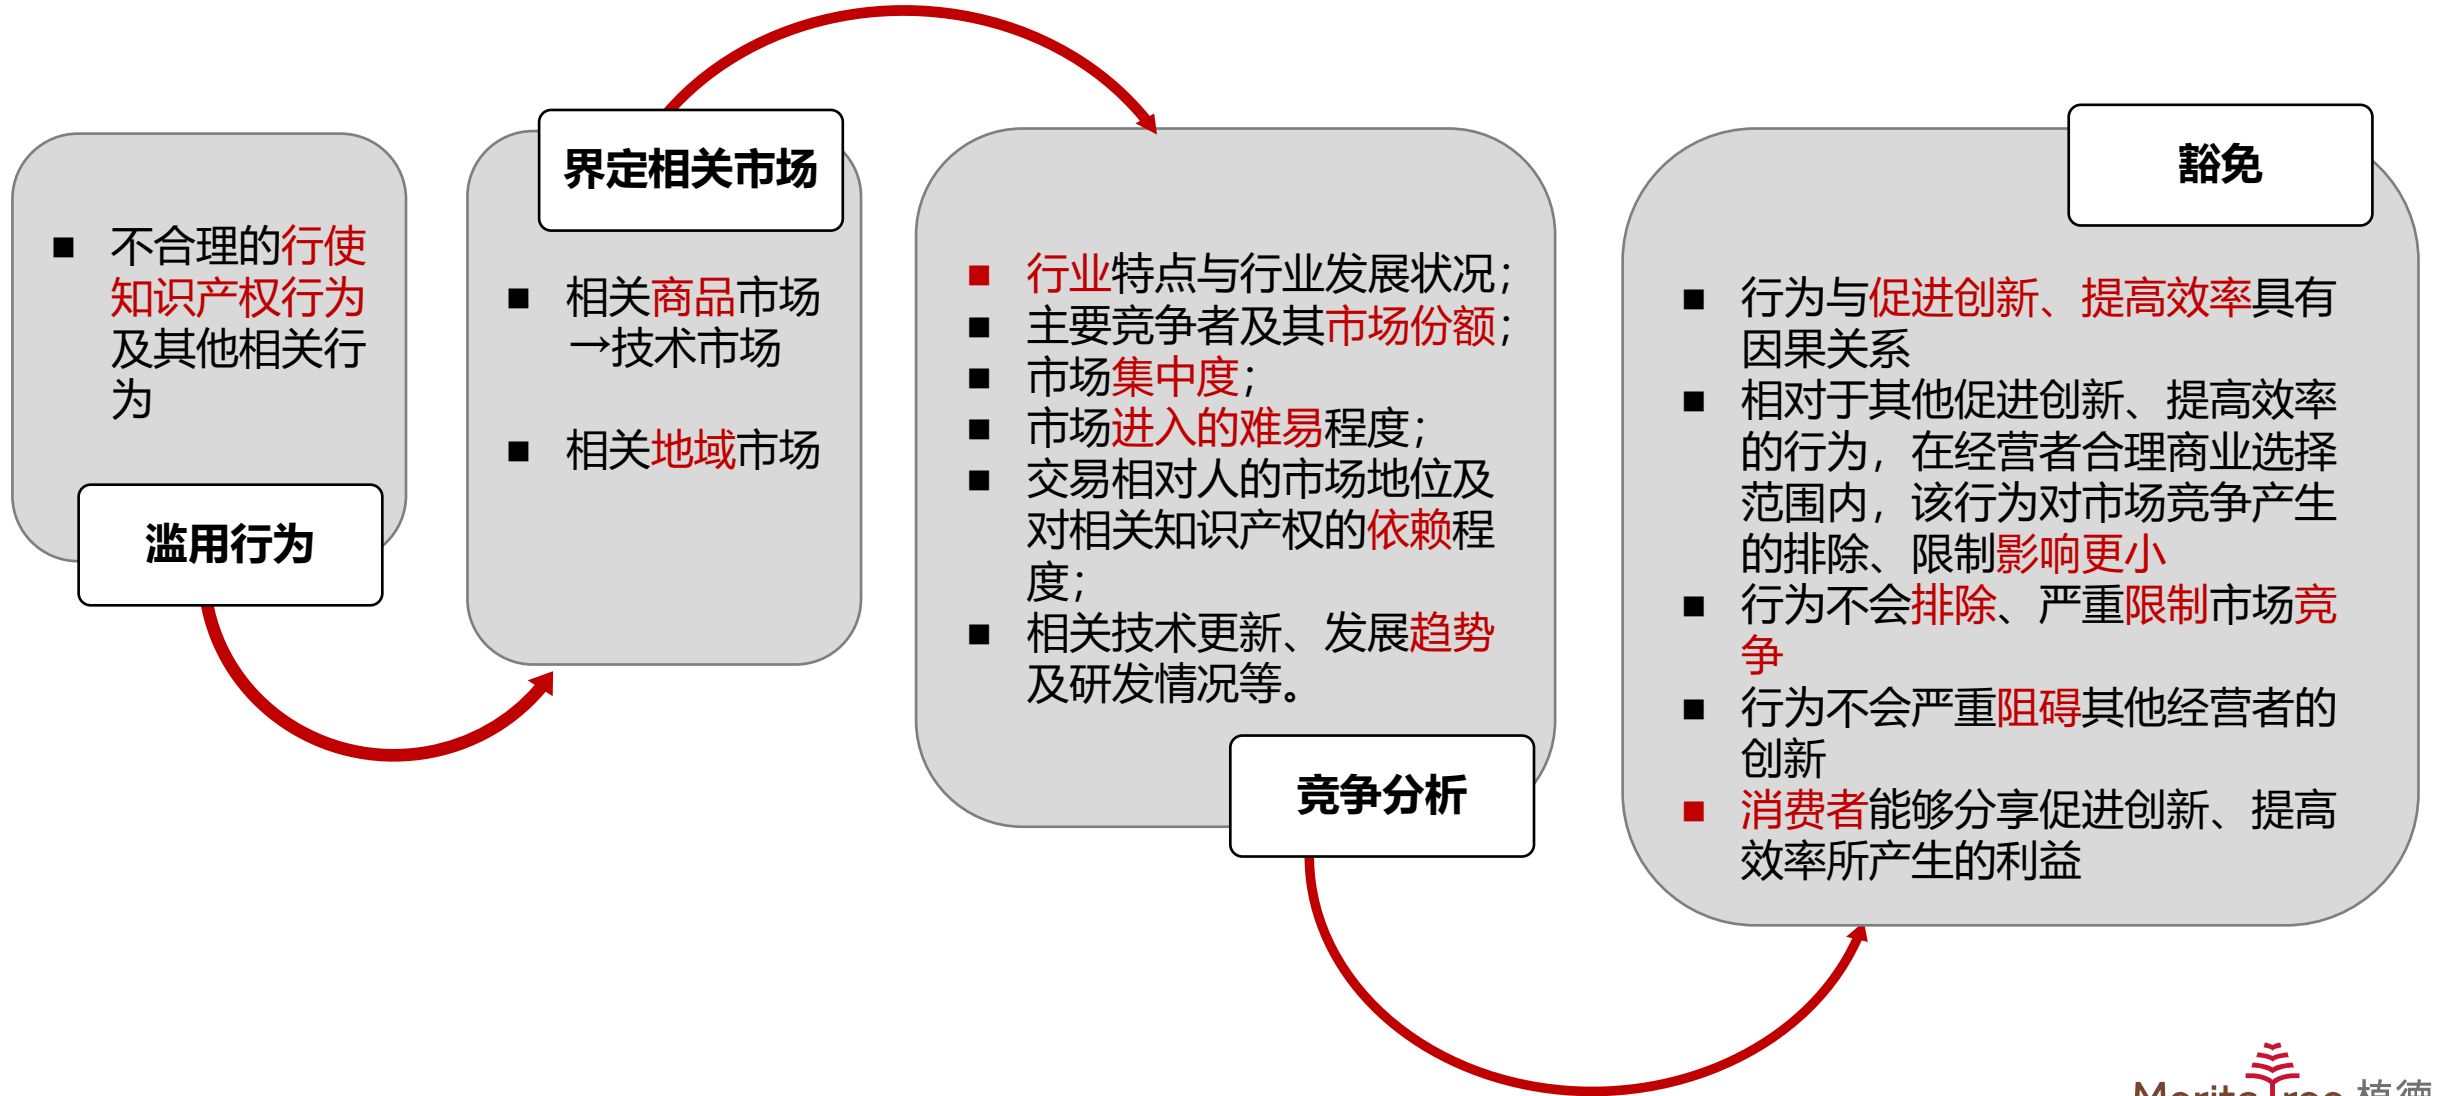 不合理的行使
知识产权行为
及其他相关行
为
滥用行为
界定相关市场
相关商品市场
→技术市场
相关地域市场
行业特点与行业发展状况；
主要竞争者及其市场份额；
市场集中度；
市场进入的难易程度；
交易相对人的市场地位及
对相关知识产权的依赖程
度；
相关技术更新、发展趋势
及研发情况等。
竞争分析
豁免
行为与促进创新、提高效率具有
因果关系
相对于其他促进创新、提高效率
的行为，在经营者合理商业选择
范围内，该行为对市场竞争产生
的排除、限制影响更小
行为不会排除、严重限制市场竞
争
行为不会严重阻碍其他经营者的
创新
消费者能够分享促进创新、提高
效率所产生的利益
Merits Tree 植德